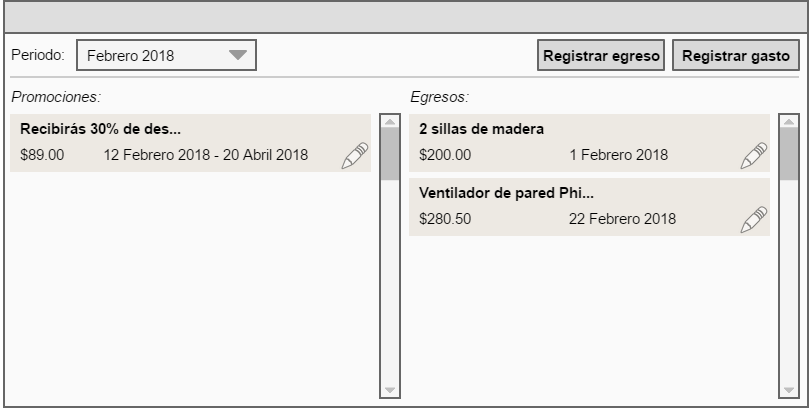 Periodo: Febrero 2018 Registrar egreso Registrar gasto
Promociones:
Recibirás 30% de des...
$89.00 12 Febrero 2018 - 20 Abril 2018
Egresos:
2 sillas de madera
$200.00 1 Febrero 2018
Ventilador de pared Phi...
$280.50 22 Febrero 2018